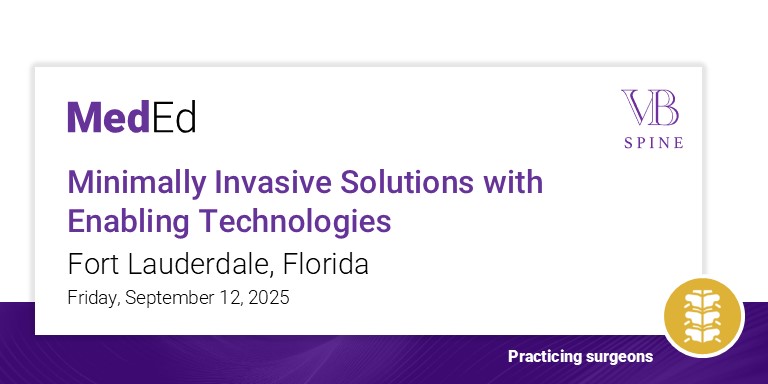 MedEd
VB
SPINE
Minimally Invasive Solutions with
Enabling Technologies
Fort Lauderdale, Florida
Friday, September 12, 2025
Practicing surgeons